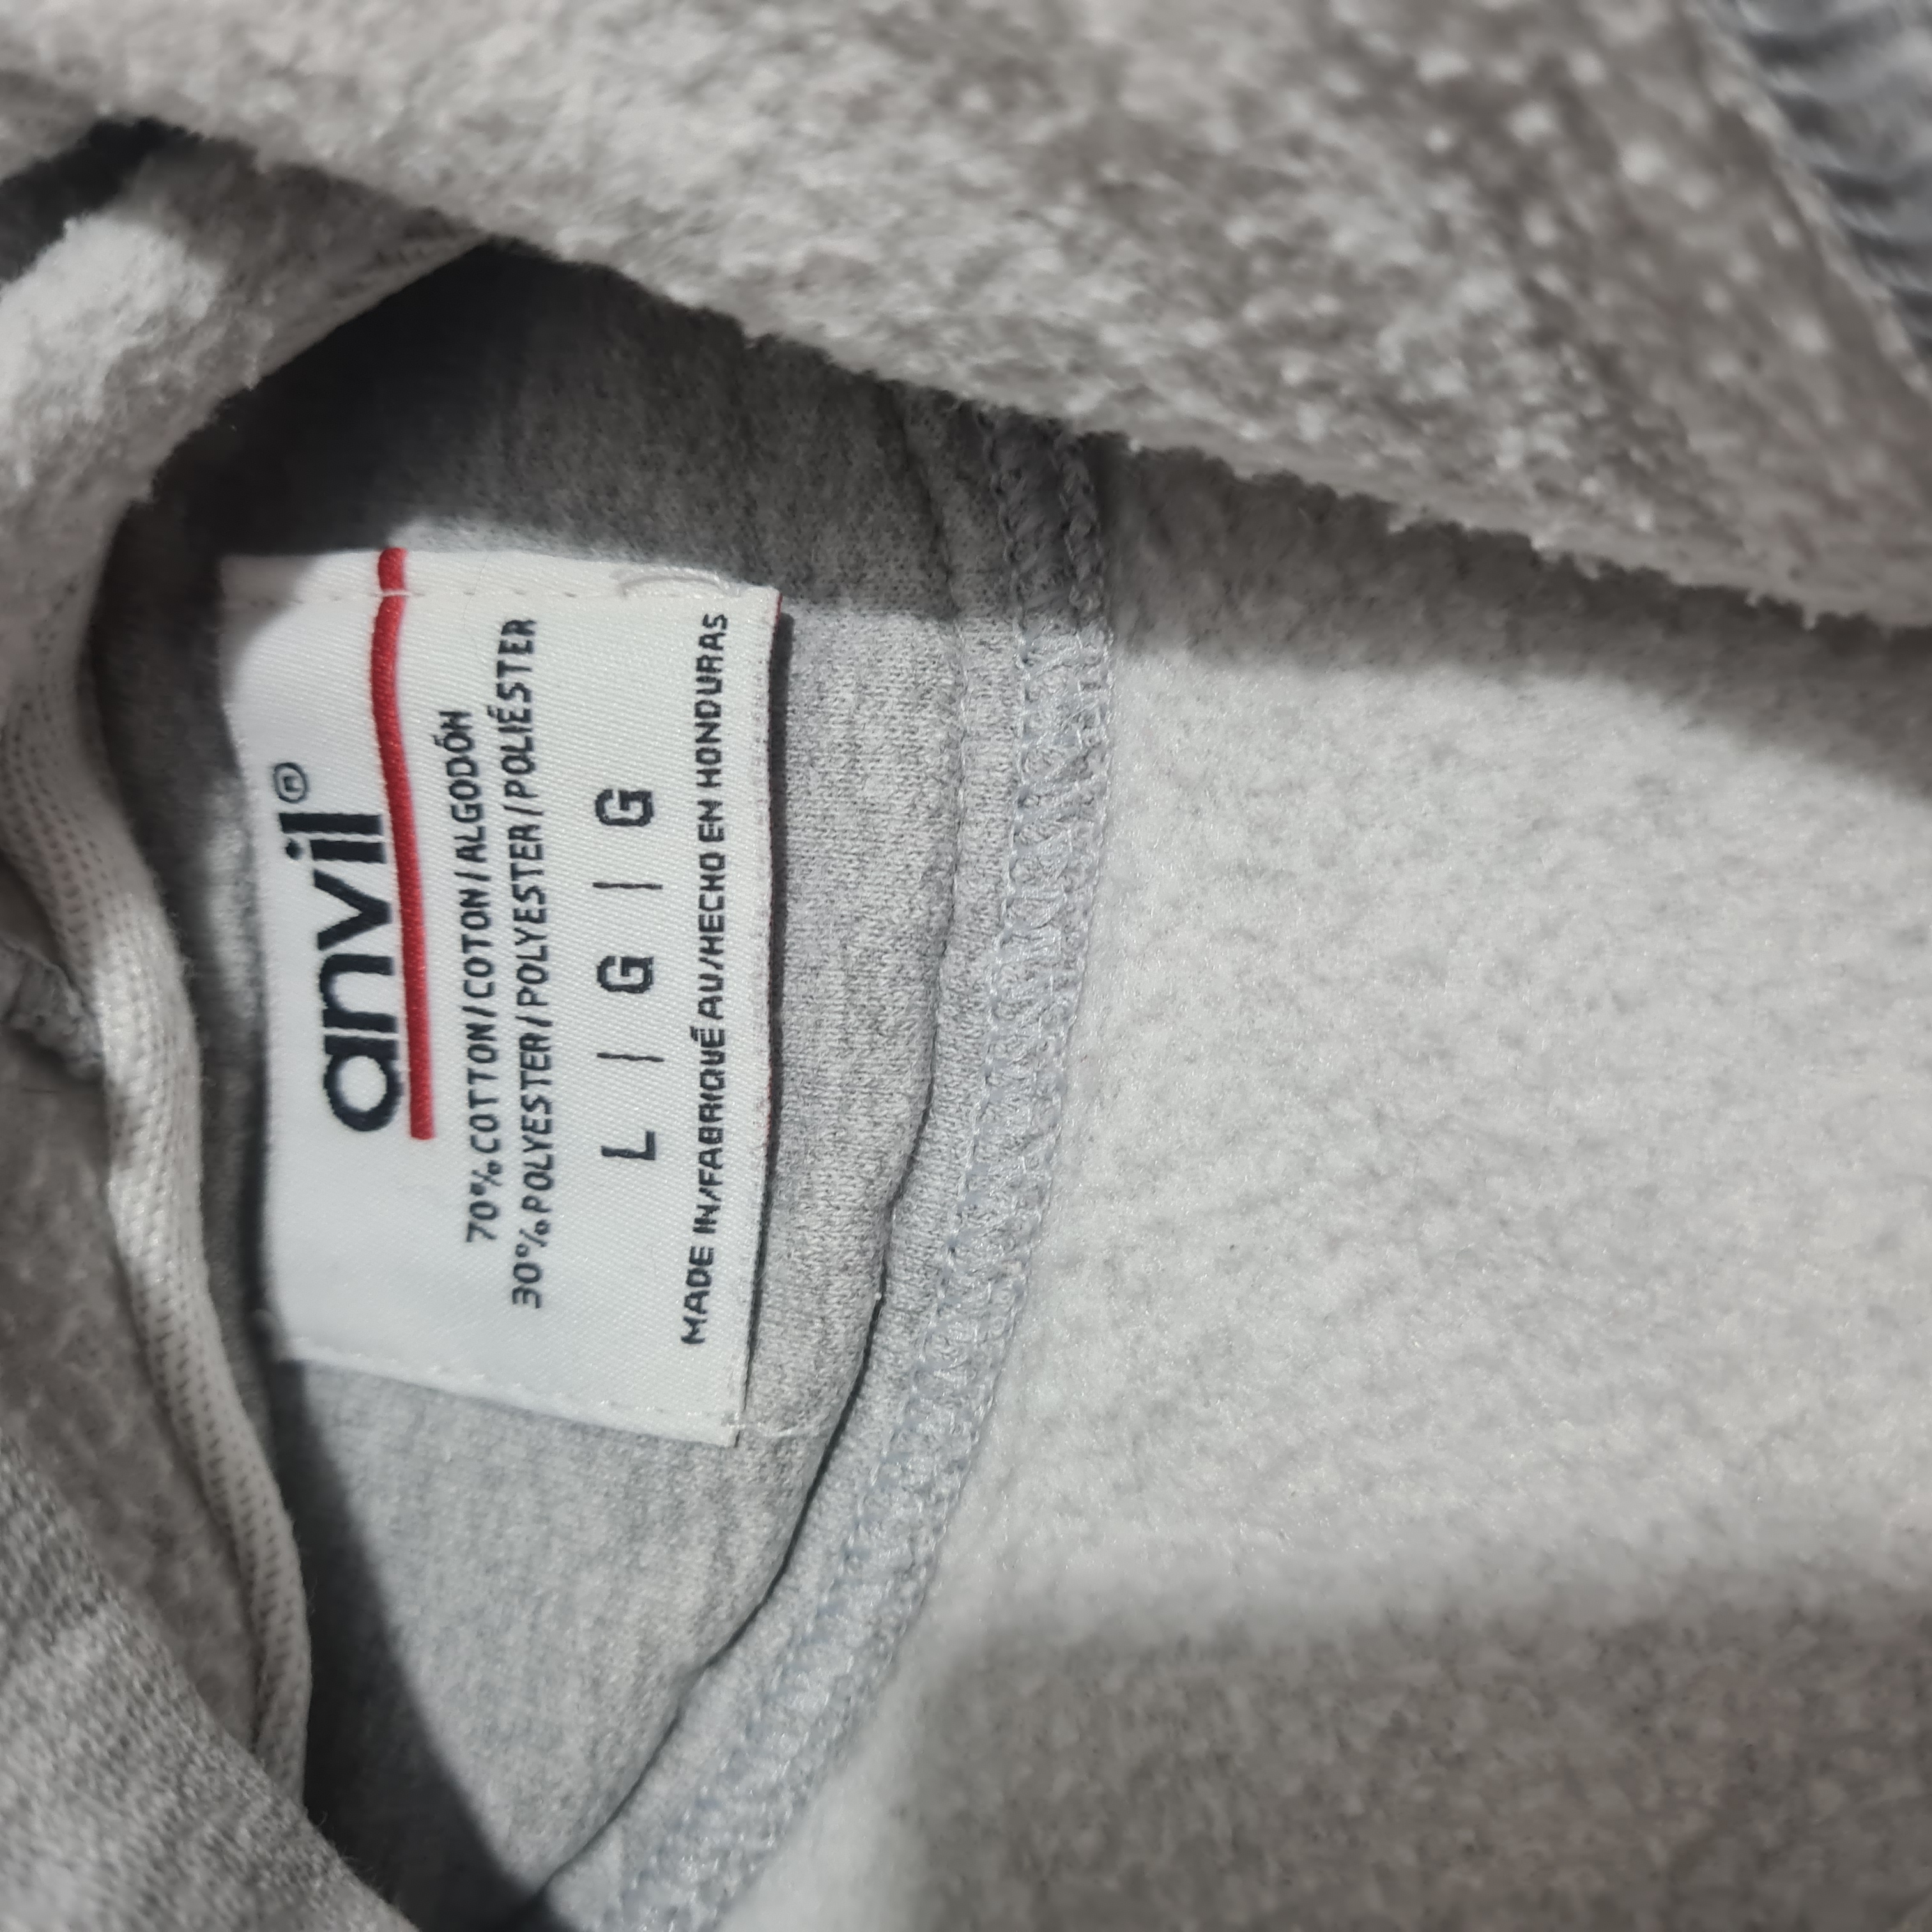 anvil®
70% COTTON/COTON/ALGODÓN
30% POLYESTER/POLYESTER/POLIÉSTER
L | G | G
MADE IN/FABRIQUÉ AU/HECHO EN HONDURAS